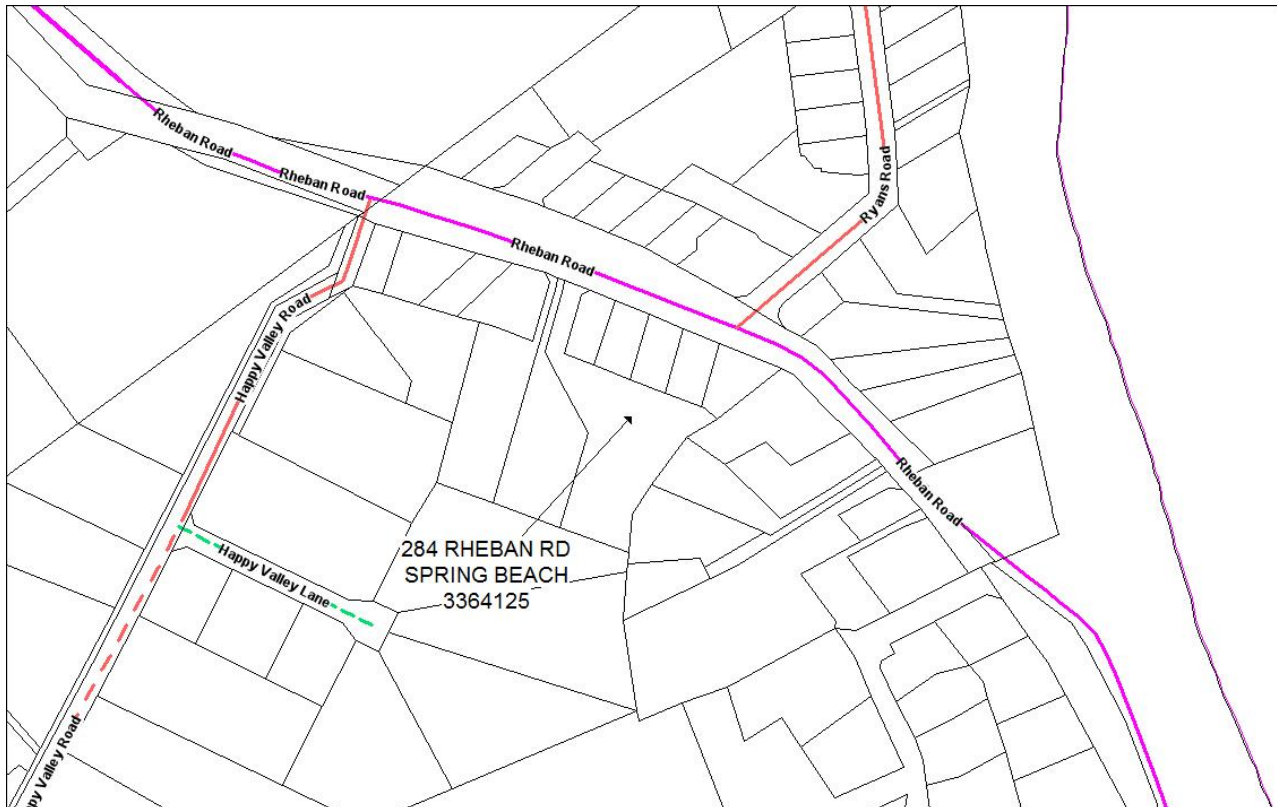 Rheban Road
Rheban Road
Ryans Road
Rheban Road
Happy Valley Road
Rheban Road
284 RHEBAN RD
SPRING BEACH
3364125
Happy Valley Lane
ppy Valley Road